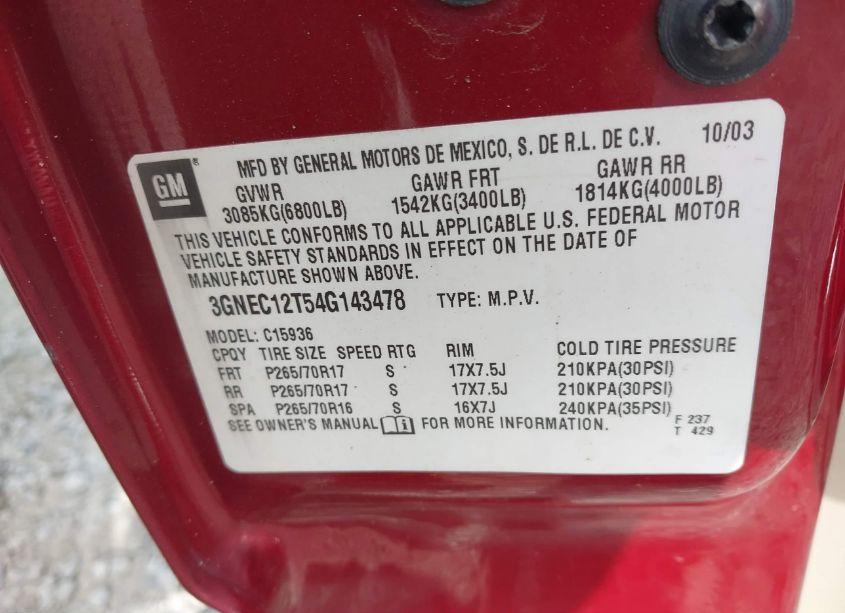 GM
MFD BY GENERAL MOTORS DE MEXICO, S. DE R.L. DE C.V. 10/03
GVWR GAWR FRT GAWR RR
3085KG(6800LB) 1542KG(3400LB) 1814KG(4000LB)
THIS VEHICLE CONFORMS TO ALL APPLICABLE U.S. FEDERAL MOTOR
VEHICLE SAFETY STANDARDS IN EFFECT ON THE DATE OF
MANUFACTURE SHOWN ABOVE.
3GNEC12T54G143478 TYPE: M.P.V.
MODEL: C15936
CPQY TIRE SIZE SPEED RTG RIM COLD TIRE PRESSURE
FRT P265/70R17 S 17X7.5J 210KPA(30PSI)
RR P265/70R17 S 17X7.5J 210KPA(30PSI)
SPA P265/70R16 S 16X7J 240KPA(35PSI)
SEE OWNER'S MANUAL FOR MORE INFORMATION. F 237
T 429